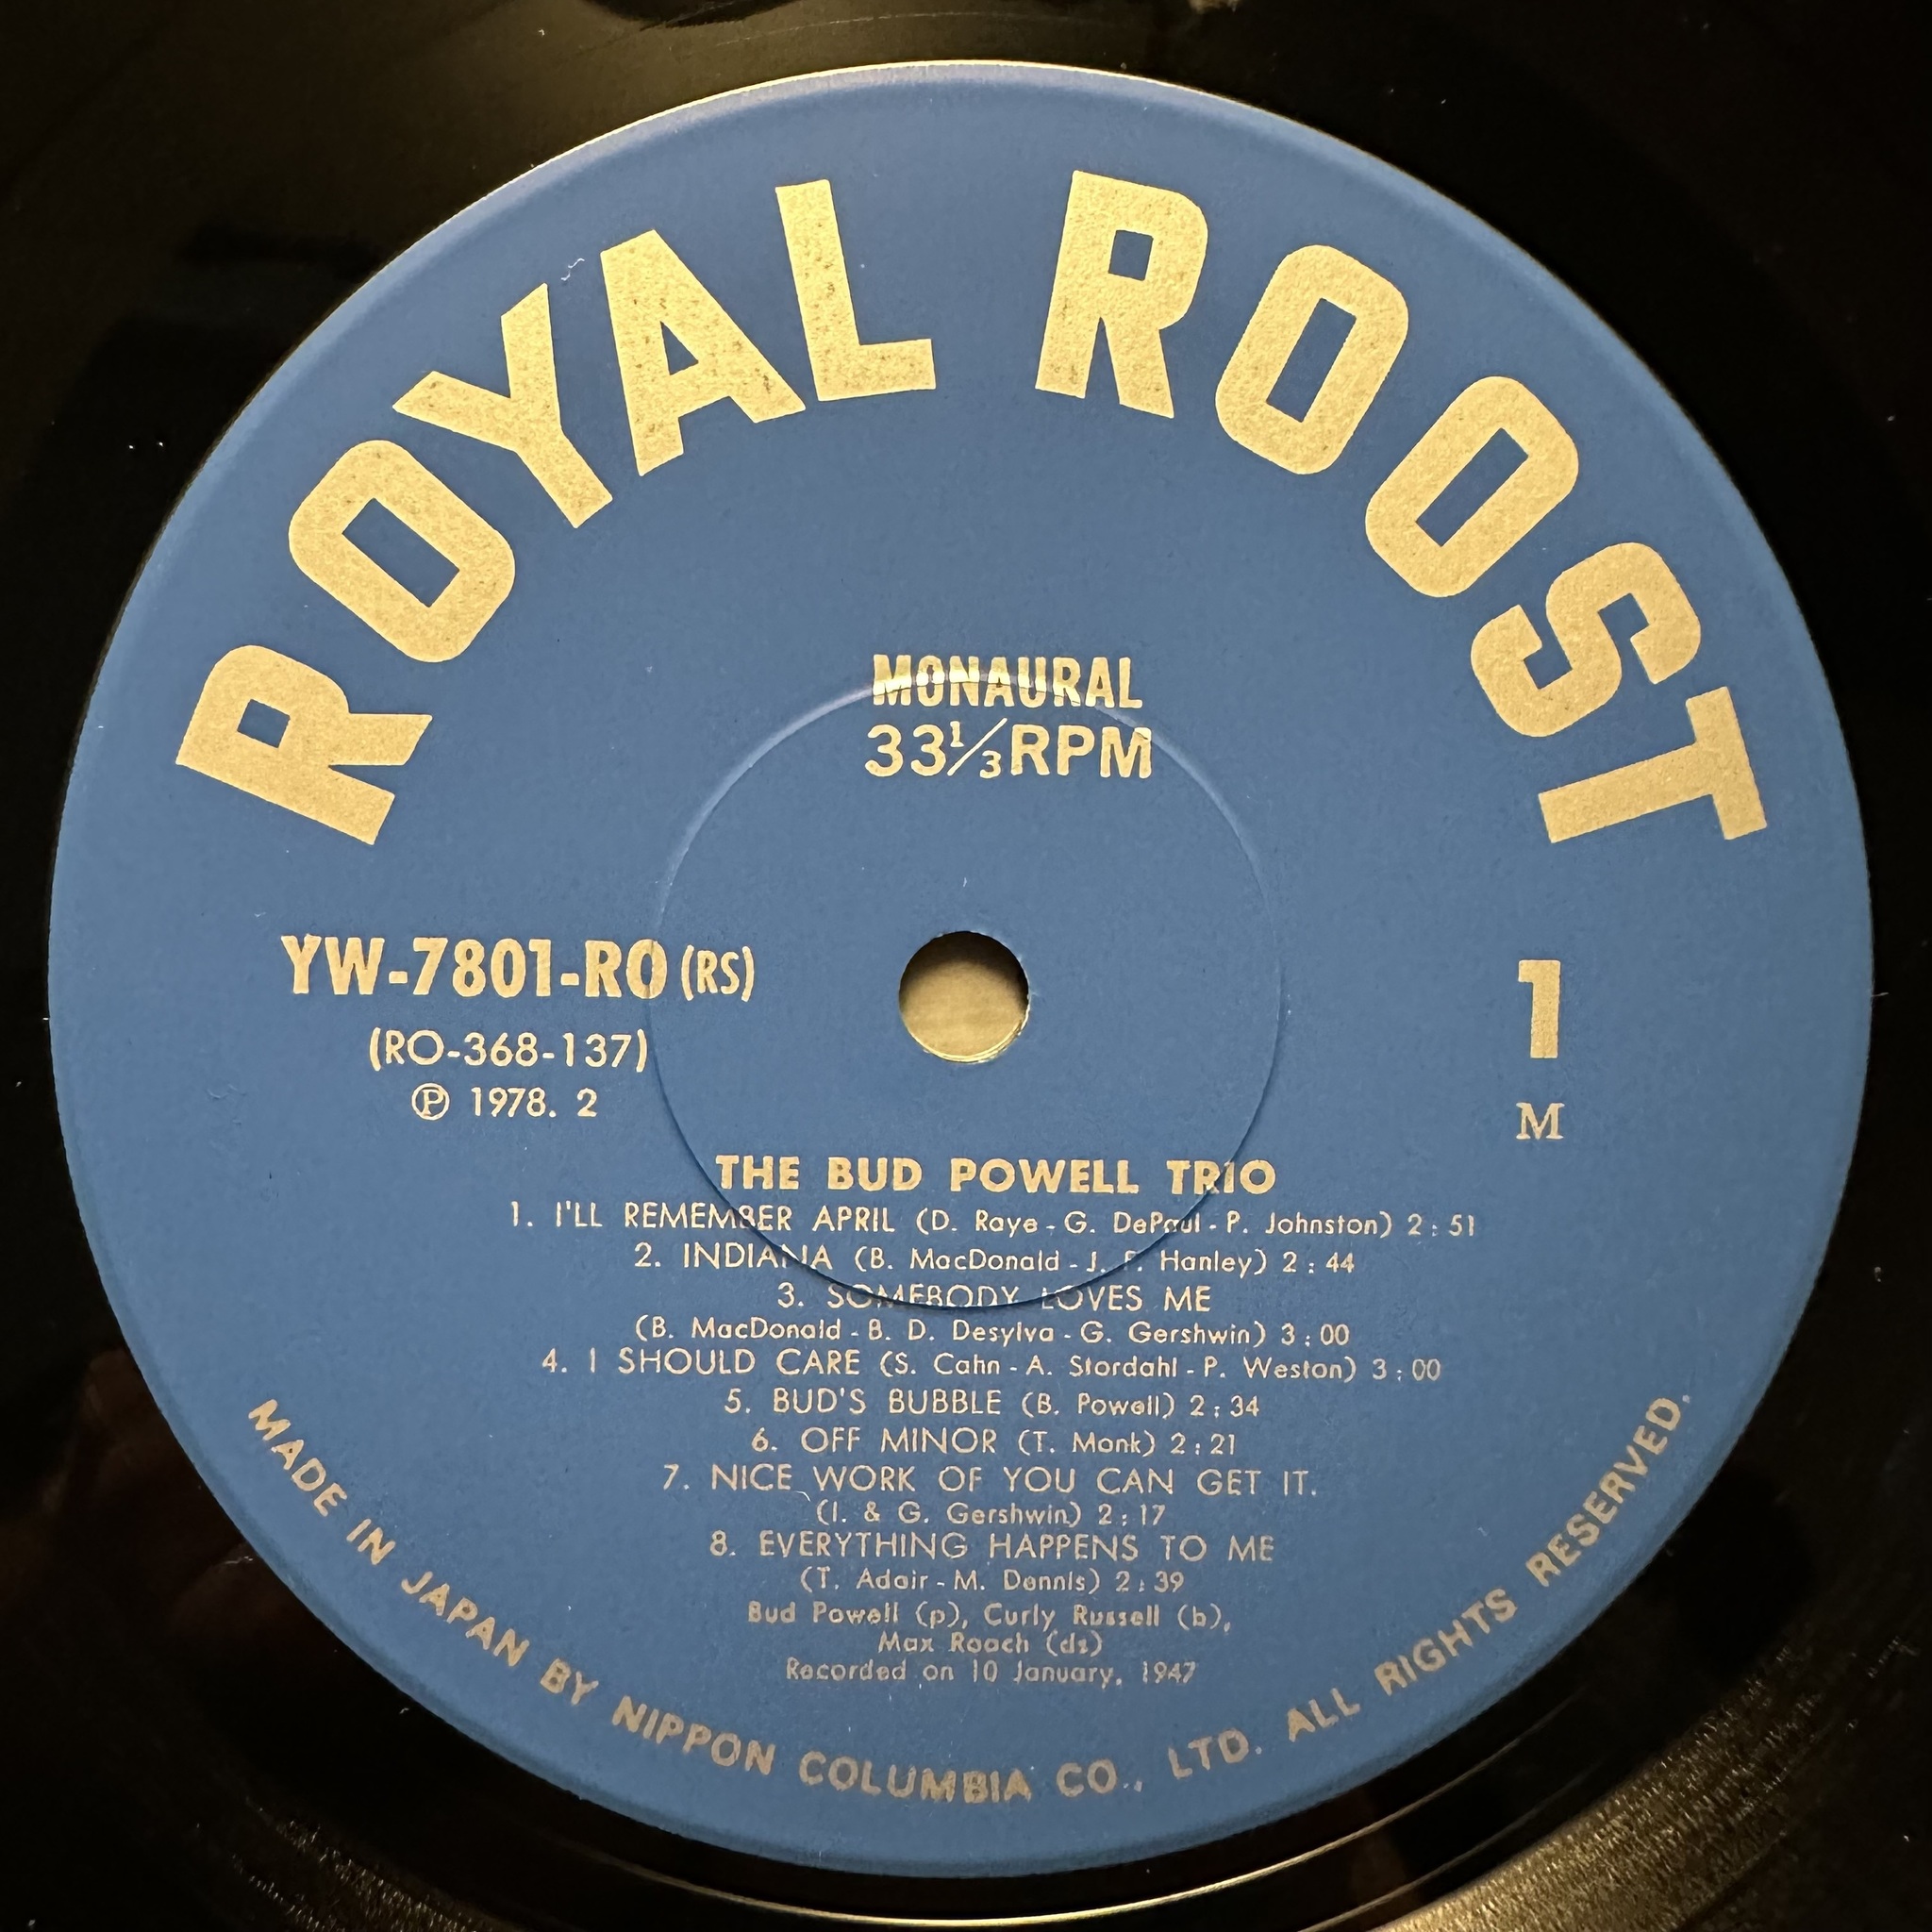 ROYAL ROOST
MONAURAL
33 1/3 RPM
YW-7801-RO (RS)
(RO-368-137)
Ⓟ 1978. 2
1
M
THE BUD POWELL TRIO
1. I'LL REMEMBER APRIL (D. Raye - G. DePaul - P. Johnston) 2:51
2. INDIANA (B. MacDonald - J. F. Hanley) 2:44
3. SOMEBODY LOVES ME
(B. MacDonald - B. D. Desylva - G. Gershwin) 3:00
4. I SHOULD CARE (S. Cahn - A. Stordahl - P. Weston) 3:00
5. BUD'S BUBBLE (B. Powell) 2:34
6. OFF MINOR (T. Monk) 2:21
7. NICE WORK OF YOU CAN GET IT.
(I. & G. Gershwin) 2:17
8. EVERYTHING HAPPENS TO ME
(T. Adair - M. Dennis) 2:39
Bud Powell (p), Curly Russell (b),
Max Roach (ds)
Recorded on 10 January, 1947
MADE IN JAPAN BY NIPPON COLUMBIA CO., LTD. ALL RIGHTS RESERVED.